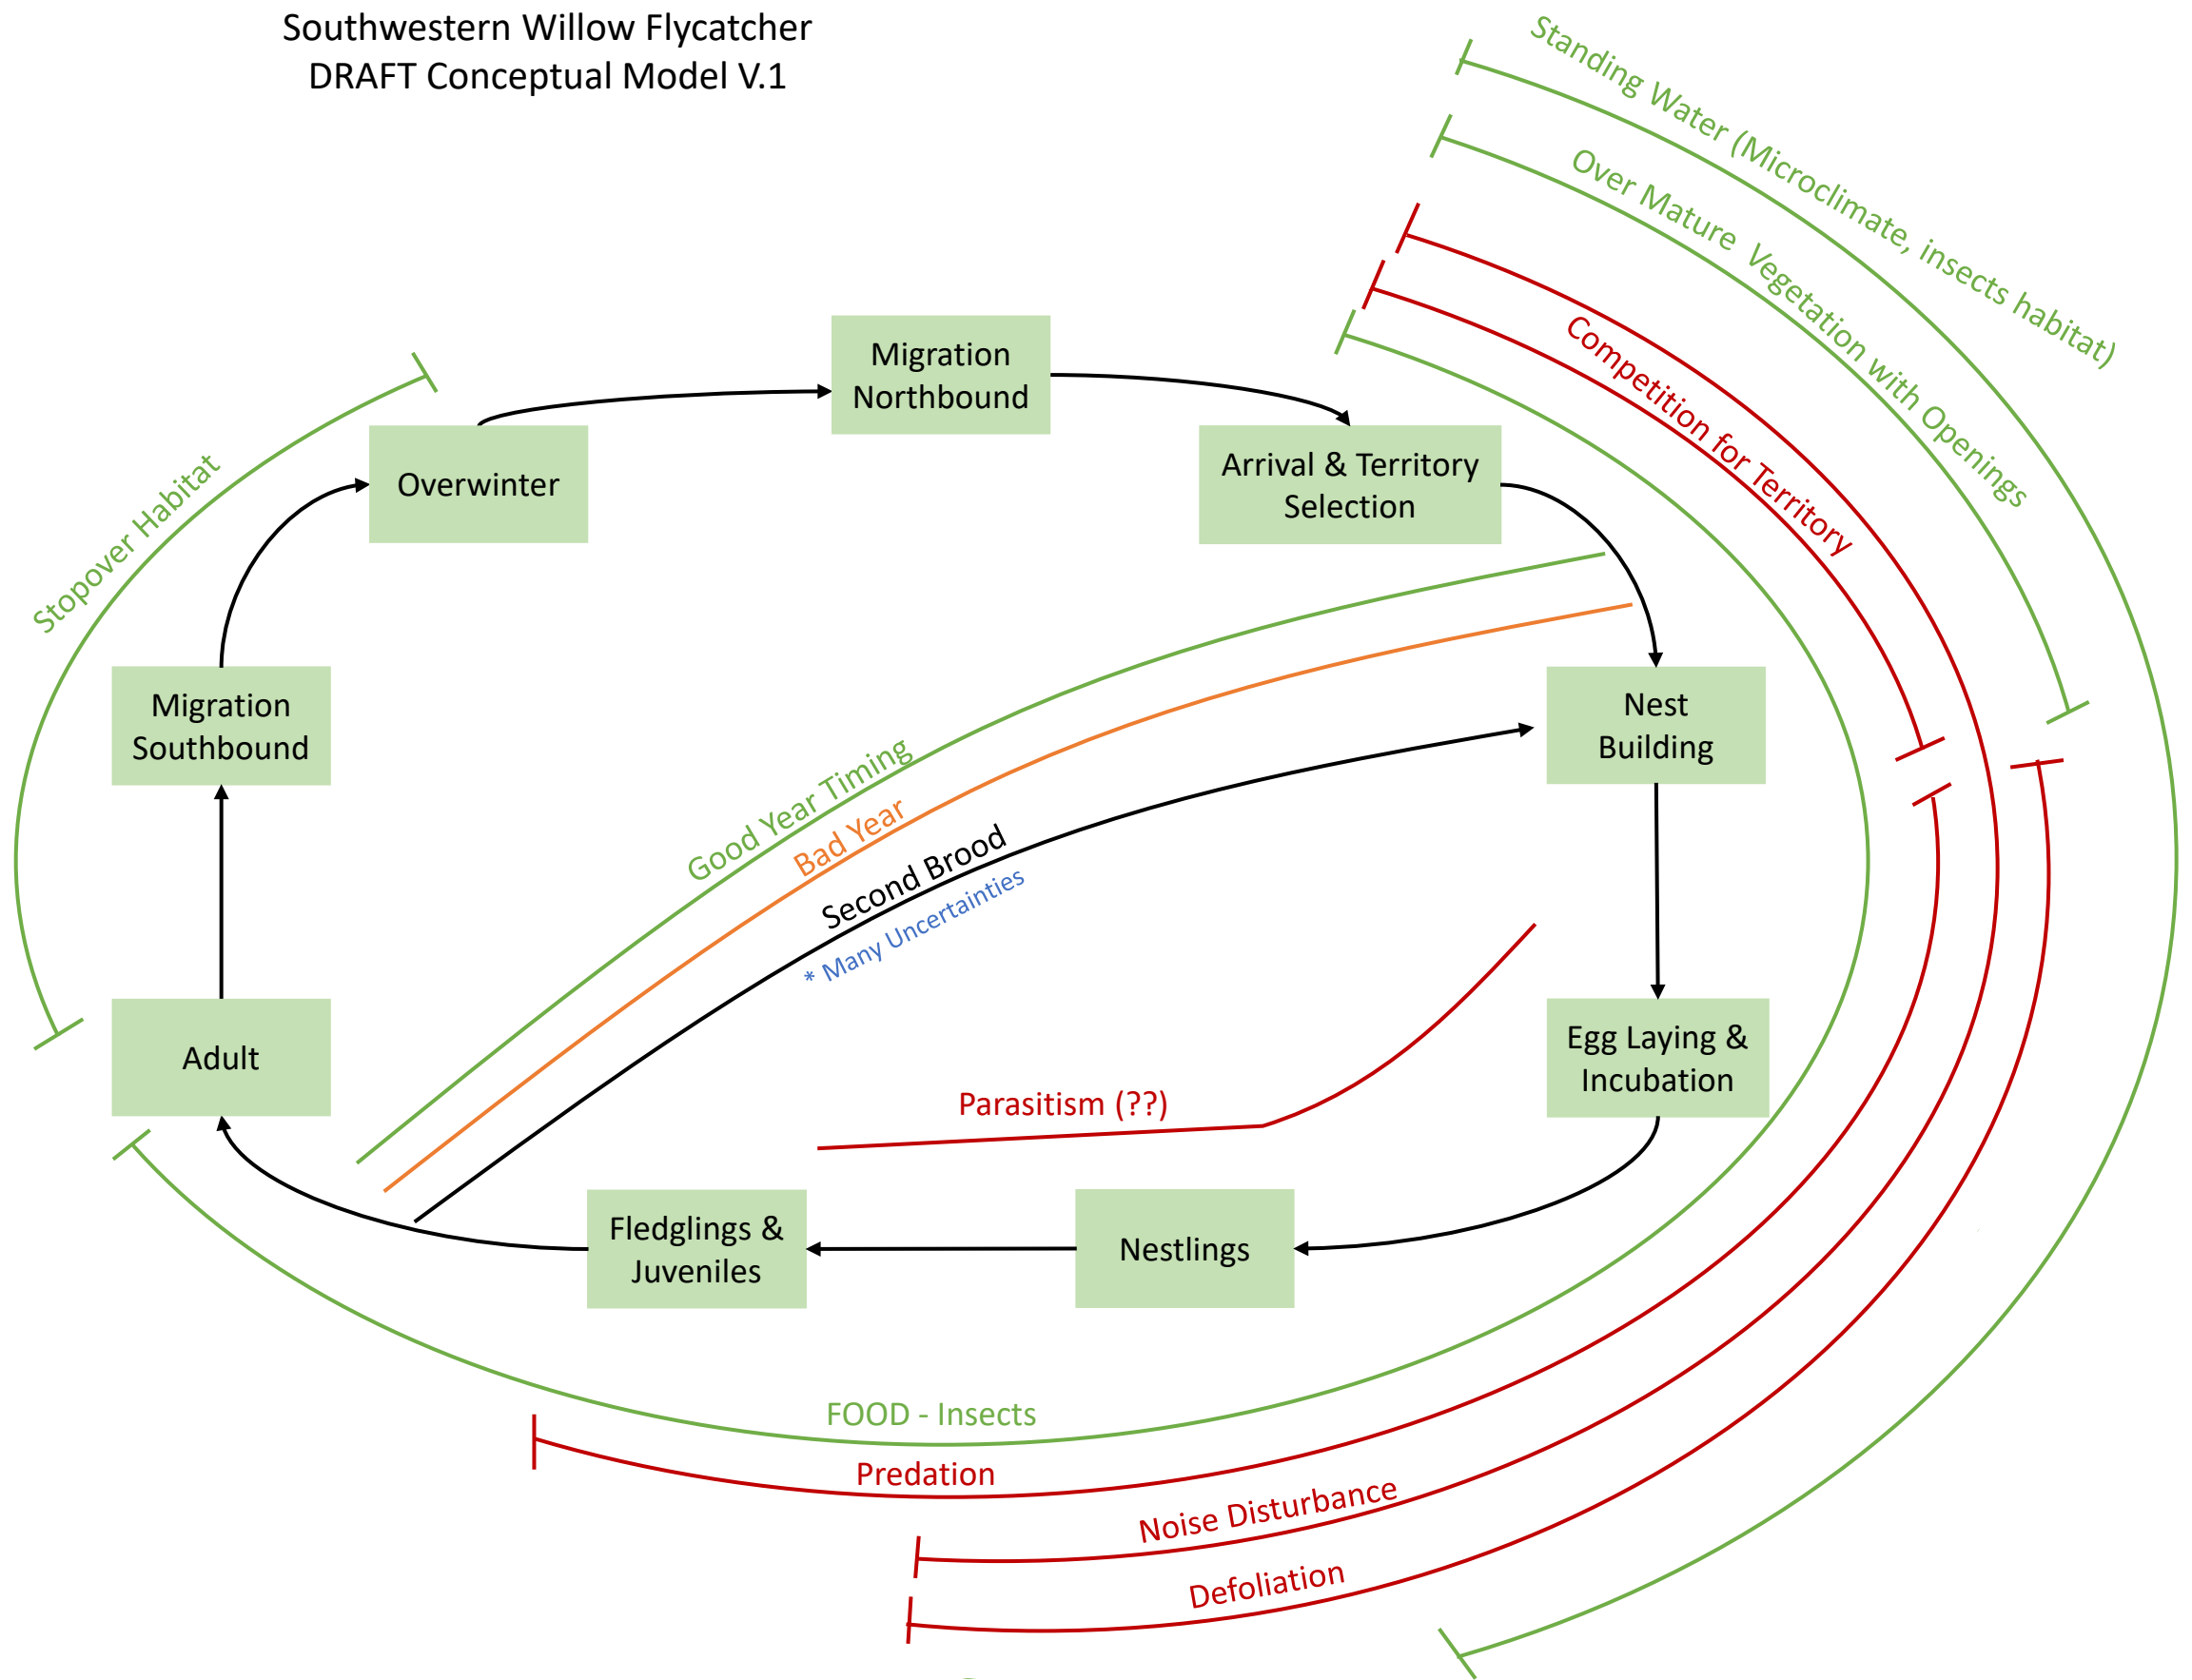 Southwestern Willow Flycatcher
DRAFT Conceptual Model V.1
Standing Water (Microclimate, insects habitat)
Over Mature Vegetation with Openings
Competition for Territory
Migration
Northbound
Arrival & Territory
Selection
Overwinter
Stopover Habitat
Migration
Southbound
Nest
Building
Good Year Timing
Bad Year
Second Brood
* Many Uncertainties
Adult
Egg Laying &
Incubation
Parasitism (??)
Fledglings &
Juveniles
Nestlings
FOOD - Insects
Predation
Noise Disturbance
Defoliation